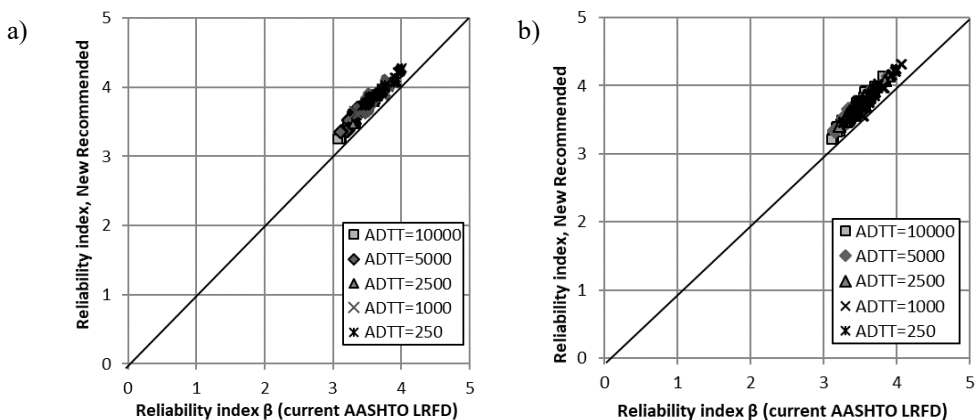 a)
Reliability index, New Recommended
5
4
3
2
1
0
0 1 2 3 4 5
Reliability index β (current AASHTO LRFD)
ADTT=10000
ADTT=5000
ADTT=2500
ADTT=1000
ADTT=250
b)
Reliability index, New Recommended
5
4
3
2
1
0
0 1 2 3 4 5
Reliability index β (current AASHTO LRFD)
ADTT=10000
ADTT=5000
ADTT=2500
ADTT=1000
ADTT=250